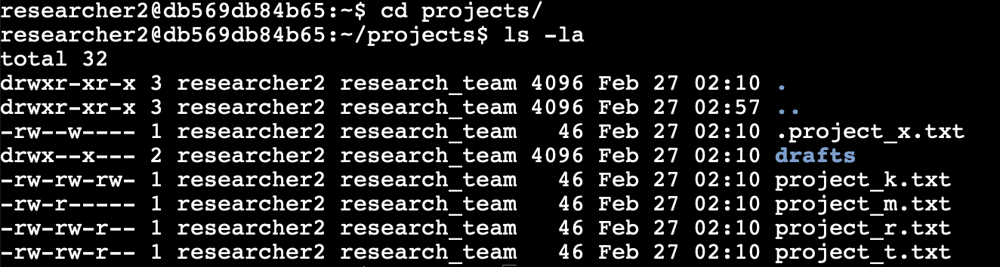 researcher2@db569db84b65:~$ cd projects/
researcher2@db569db84b65:~/projects$ ls -la
total 32
drwxr-xr-x 3 researcher2 research_team 4096 Feb 27 02:10 .
drwxr-xr-x 3 researcher2 research_team 4096 Feb 27 02:57 ..
-rw--w---- 1 researcher2 research_team   46 Feb 27 02:10 .project_x.txt
drwx--x--- 2 researcher2 research_team 4096 Feb 27 02:10 drafts
-rw-rw-rw- 1 researcher2 research_team   46 Feb 27 02:10 project_k.txt
-rw-r----- 1 researcher2 research_team   46 Feb 27 02:10 project_m.txt
-rw-rw-r-- 1 researcher2 research_team   46 Feb 27 02:10 project_r.txt
-rw-rw-r-- 1 researcher2 research_team   46 Feb 27 02:10 project_t.txt